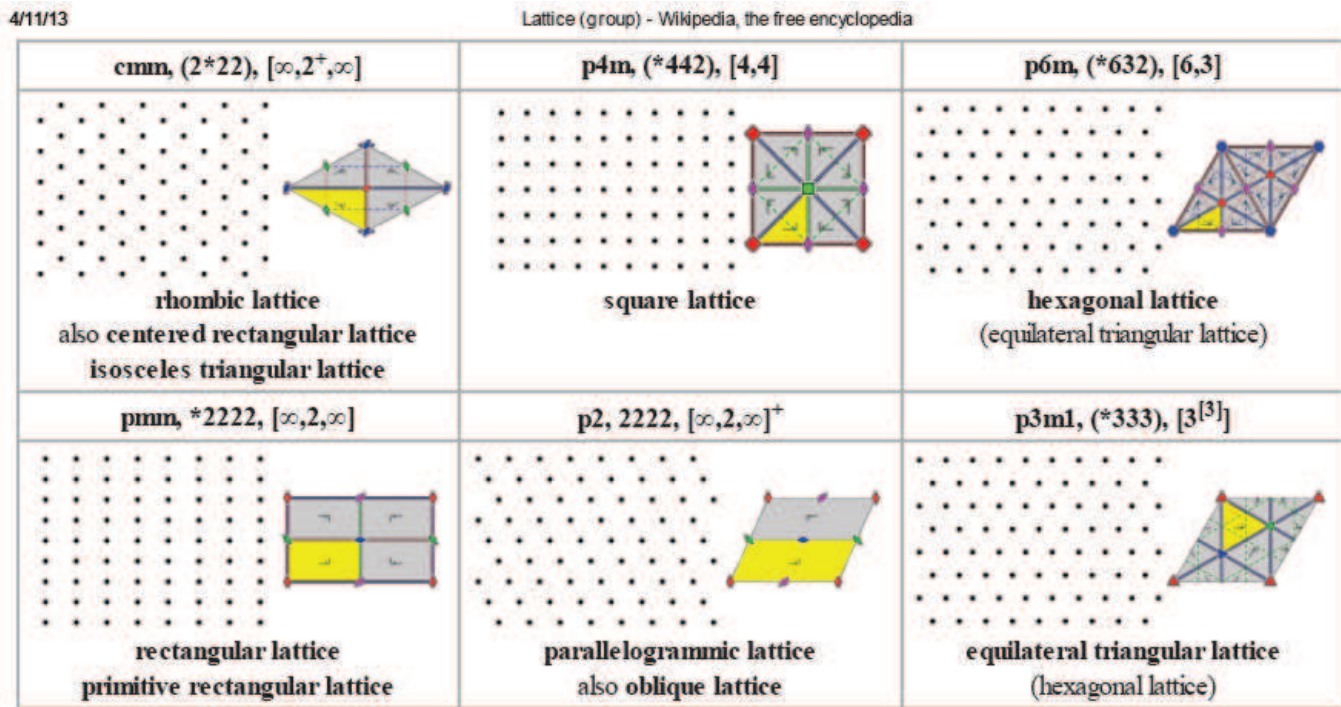 4/11/13
Lattice (group) - Wikipedia, the free encyclopedia
cmm, (2*22), [∞,2⁺,∞]
p4m, (*442), [4,4]
p6m, (*632), [6,3]
rhombic lattice
also centered rectangular lattice
isosceles triangular lattice
square lattice
hexagonal lattice
(equilateral triangular lattice)
pmm, *2222, [∞,2,∞]
p2, 2222, [∞,2,∞]⁺
p3m1, (*333), [3^[3]]
rectangular lattice
primitive rectangular lattice
parallelogrammic lattice
also oblique lattice
equilateral triangular lattice
(hexagonal lattice)